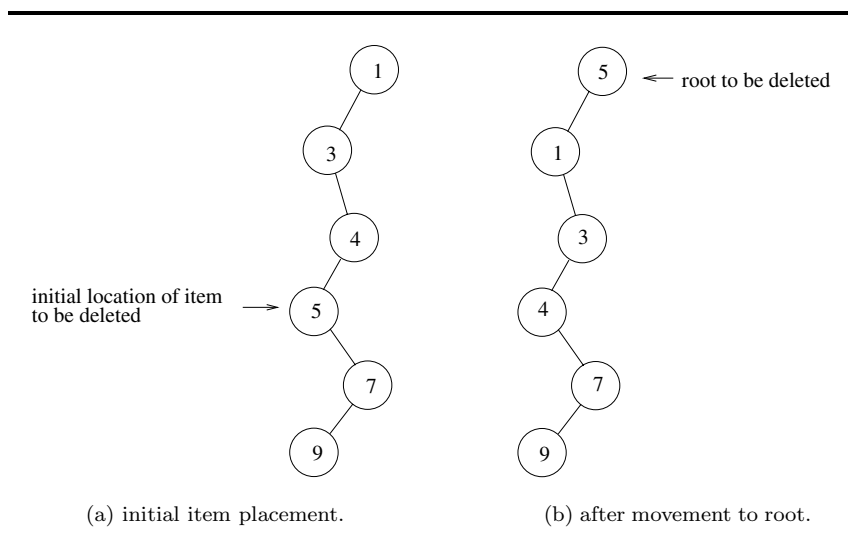 1
3
4
5
7
9
initial location of item
to be deleted
(a) initial item placement.
5
1
3
4
7
9
root to be deleted
(b) after movement to root.